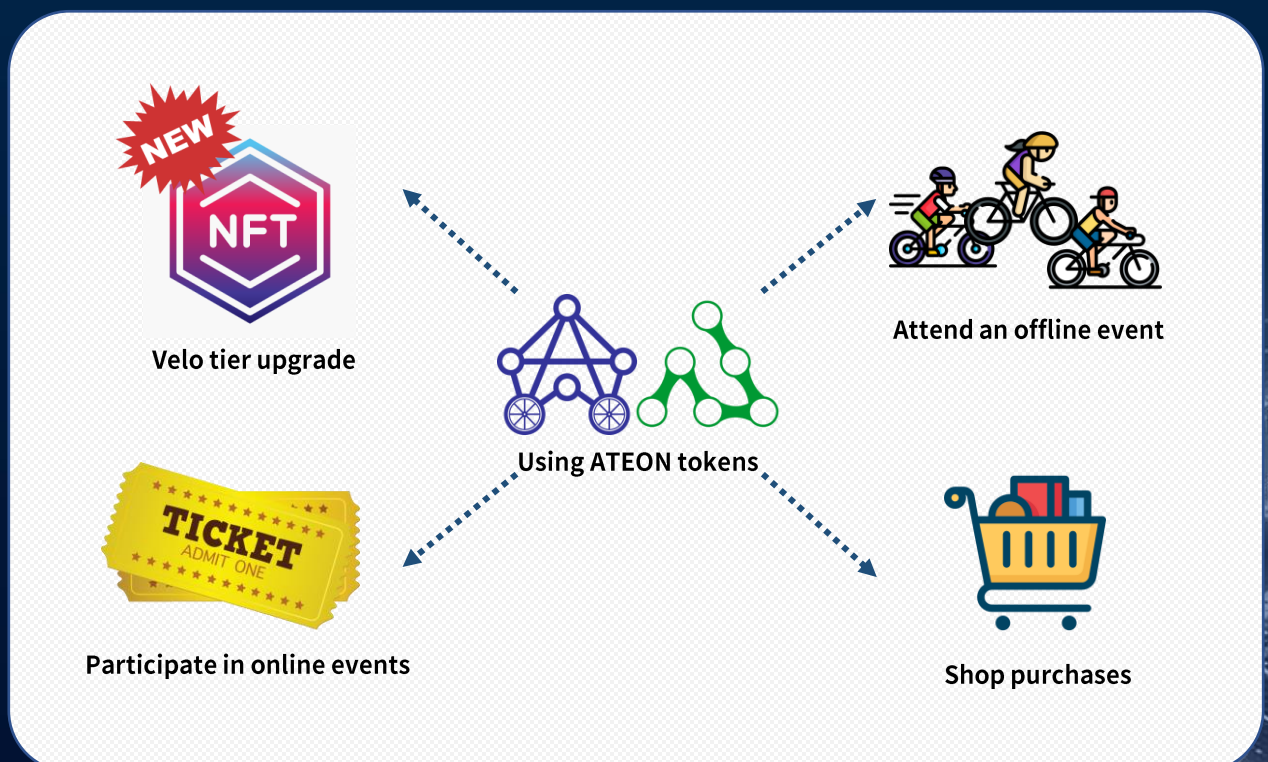 NEW
NFT
Velo tier upgrade
Attend an offline event
Using ATEON tokens
TICKET
ADMIT ONE
Participate in online events
Shop purchases